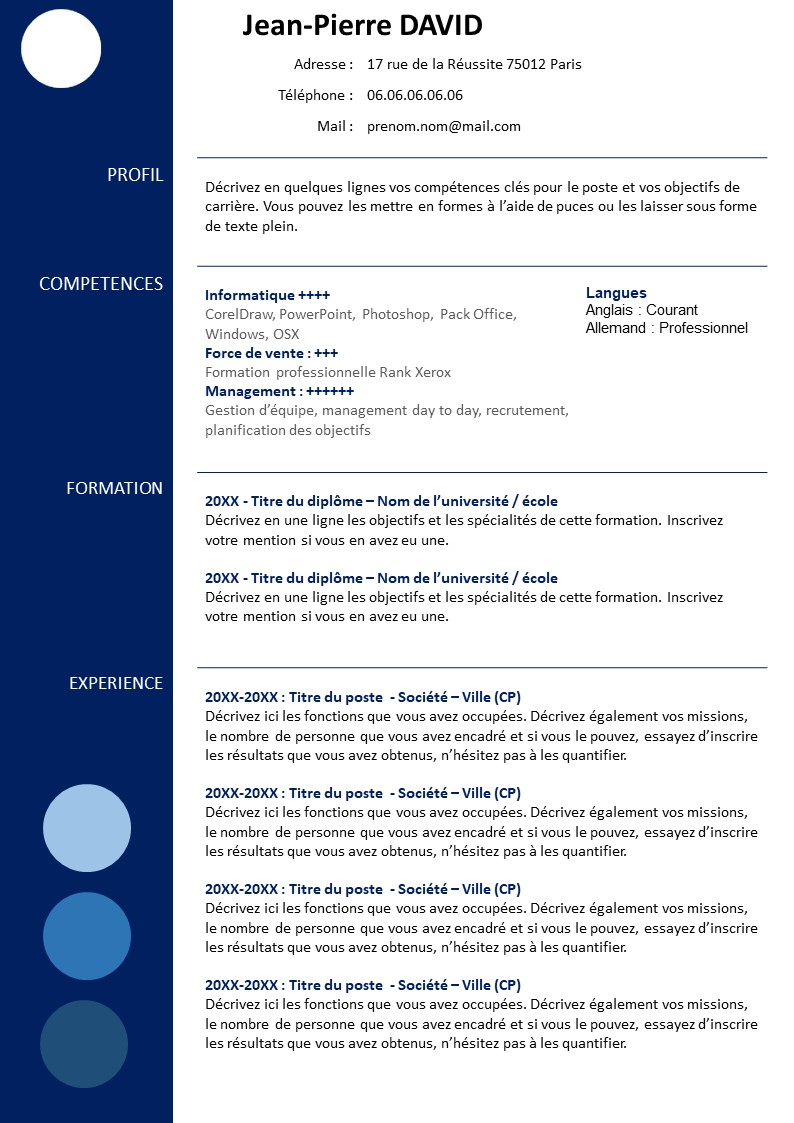 Jean-Pierre DAVID
Adresse : 17 rue de la Réussite 75012 Paris
Téléphone : 06.06.06.06.06
Mail : prenom.nom@mail.com
PROFIL
Décrivez en quelques lignes vos compétences clés pour le poste et vos objectifs de
carrière. Vous pouvez les mettre en formes à l’aide de puces ou les laisser sous forme
de texte plein.
COMPETENCES
Informatique ++++
CorelDraw, PowerPoint, Photoshop, Pack Office,
Windows, OSX
Force de vente : +++
Formation professionnelle Rank Xerox
Management : ++++++
Gestion d’équipe, management day to day, recrutement,
planification des objectifs
Langues
Anglais : Courant
Allemand : Professionnel
FORMATION
20XX - Titre du diplôme – Nom de l’université / école
Décrivez en une ligne les objectifs et les spécialités de cette formation. Inscrivez
votre mention si vous en avez eu une.
20XX - Titre du diplôme – Nom de l’université / école
Décrivez en une ligne les objectifs et les spécialités de cette formation. Inscrivez
votre mention si vous en avez eu une.
EXPERIENCE
20XX-20XX : Titre du poste - Société – Ville (CP)
Décrivez ici les fonctions que vous avez occupées. Décrivez également vos missions,
le nombre de personne que vous avez encadré et si vous le pouvez, essayez d’inscrire
les résultats que vous avez obtenus, n’hésitez pas à les quantifier.
20XX-20XX : Titre du poste - Société – Ville (CP)
Décrivez ici les fonctions que vous avez occupées. Décrivez également vos missions,
le nombre de personne que vous avez encadré et si vous le pouvez, essayez d’inscrire
les résultats que vous avez obtenus, n’hésitez pas à les quantifier.
20XX-20XX : Titre du poste - Société – Ville (CP)
Décrivez ici les fonctions que vous avez occupées. Décrivez également vos missions,
le nombre de personne que vous avez encadré et si vous le pouvez, essayez d’inscrire
les résultats que vous avez obtenus, n’hésitez pas à les quantifier.
20XX-20XX : Titre du poste - Société – Ville (CP)
Décrivez ici les fonctions que vous avez occupées. Décrivez également vos missions,
le nombre de personne que vous avez encadré et si vous le pouvez, essayez d’inscrire
les résultats que vous avez obtenus, n’hésitez pas à les quantifier.